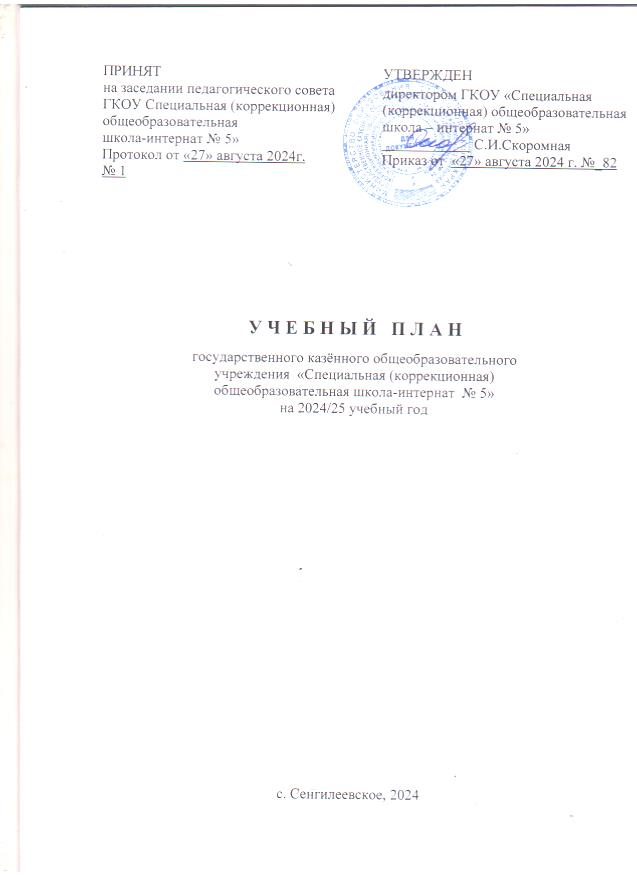 ПРИНЯТ
на заседании педагогического совета
ГКОУ Специальная (коррекционная)
общеобразовательная
школа-интернат № 5»
Протокол от «27» августа 2024г.
№ 1
УТВЕРЖДЕН
директором ГКОУ «Специальная
(коррекционная) общеобразовательная
школа – интернат № 5»
С.И.Скоромная
Приказ от «27» августа 2024 г. №_82
УЧЕБНЫЙ ПЛАН
государственного казённого общеобразовательного
учреждения «Специальная (коррекционная)
общеобразовательная школа-интернат № 5»
на 2024/25 учебный год
с. Сенгилеевское, 2024